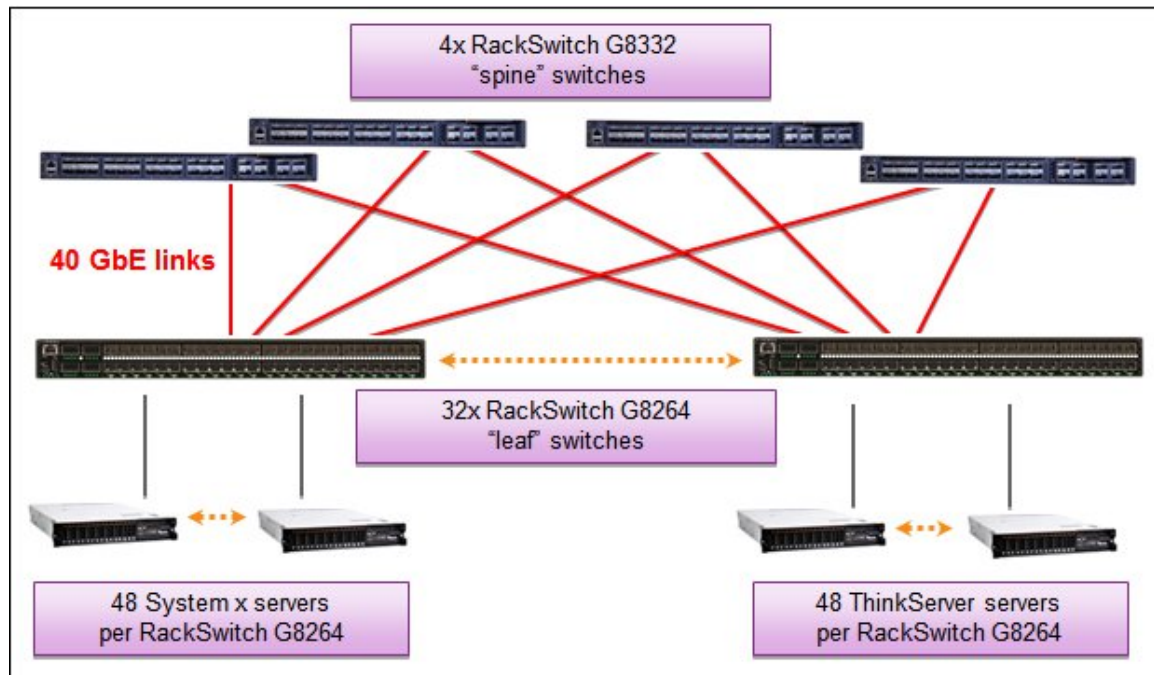 4x RackSwitch G8332
“spine” switches
40 GbE links
32x RackSwitch G8264
“leaf” switches
48 System x servers
per RackSwitch G8264
48 ThinkServer servers
per RackSwitch G8264